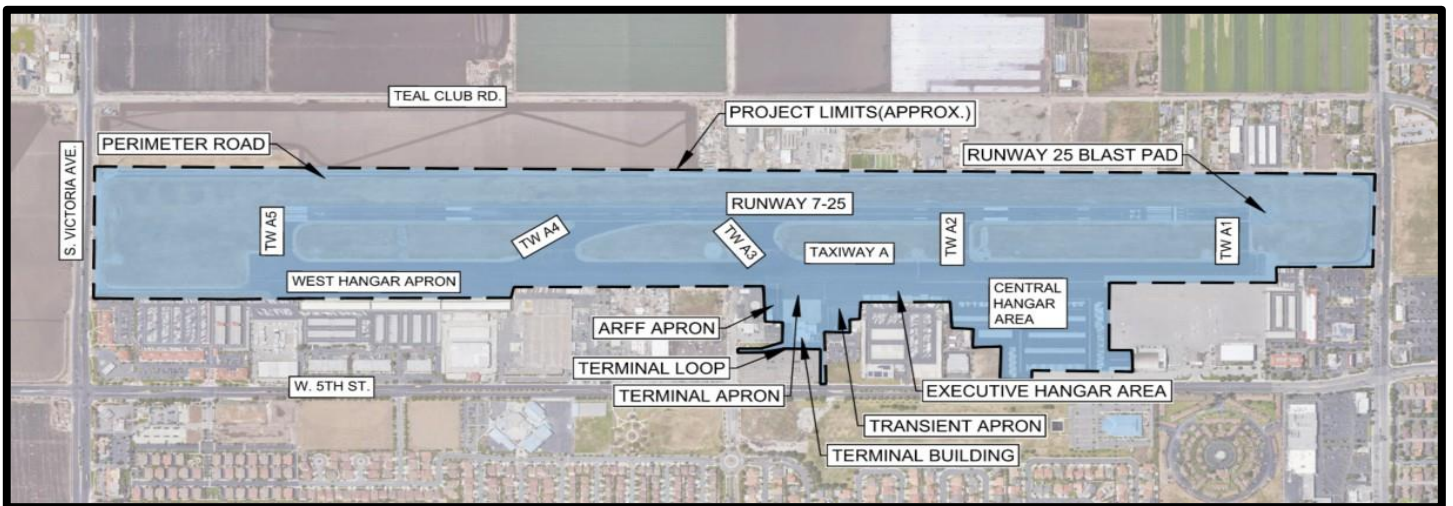 TEAL CLUB RD.
PROJECT LIMITS(APPROX.)
PERIMETER ROAD
RUNWAY 25 BLAST PAD
S. VICTORIA AVE.
RUNWAY 7-25
TW A5
TW A4
TW A3
TAXIWAY A
TW A2
TW A1
WEST HANGAR APRON
CENTRAL
HANGAR
AREA
ARFF APRON
TERMINAL LOOP
W. 5TH ST.
TERMINAL APRON
EXECUTIVE HANGAR AREA
TRANSIENT APRON
TERMINAL BUILDING